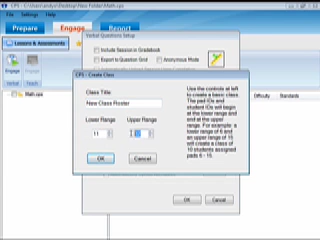 CPS - C:\Users\andyc\Desktop\New Folder\Math.cps
File Settings Help
Prepare Engage Report
Lessons & Assessments
Engage Engage
Verbal Teach
Math.cps
Difficulty Standards
Verbal Questions Setup
Include Session in Gradebook
Export to Question Grid Anonymous Mode
CPS - Create Class
Class Title:
New Class Roster
Lower Range Upper Range
11
OK Cancel
Use the controls at left
to create a basic class.
The pad IDs and
student IDs will begin
at the lower range and
end at the upper
range. For example: a
lower range of 6 and
an upper range of 15
will create a class of
10 students assigned
pads 6 - 15.
OK Cancel